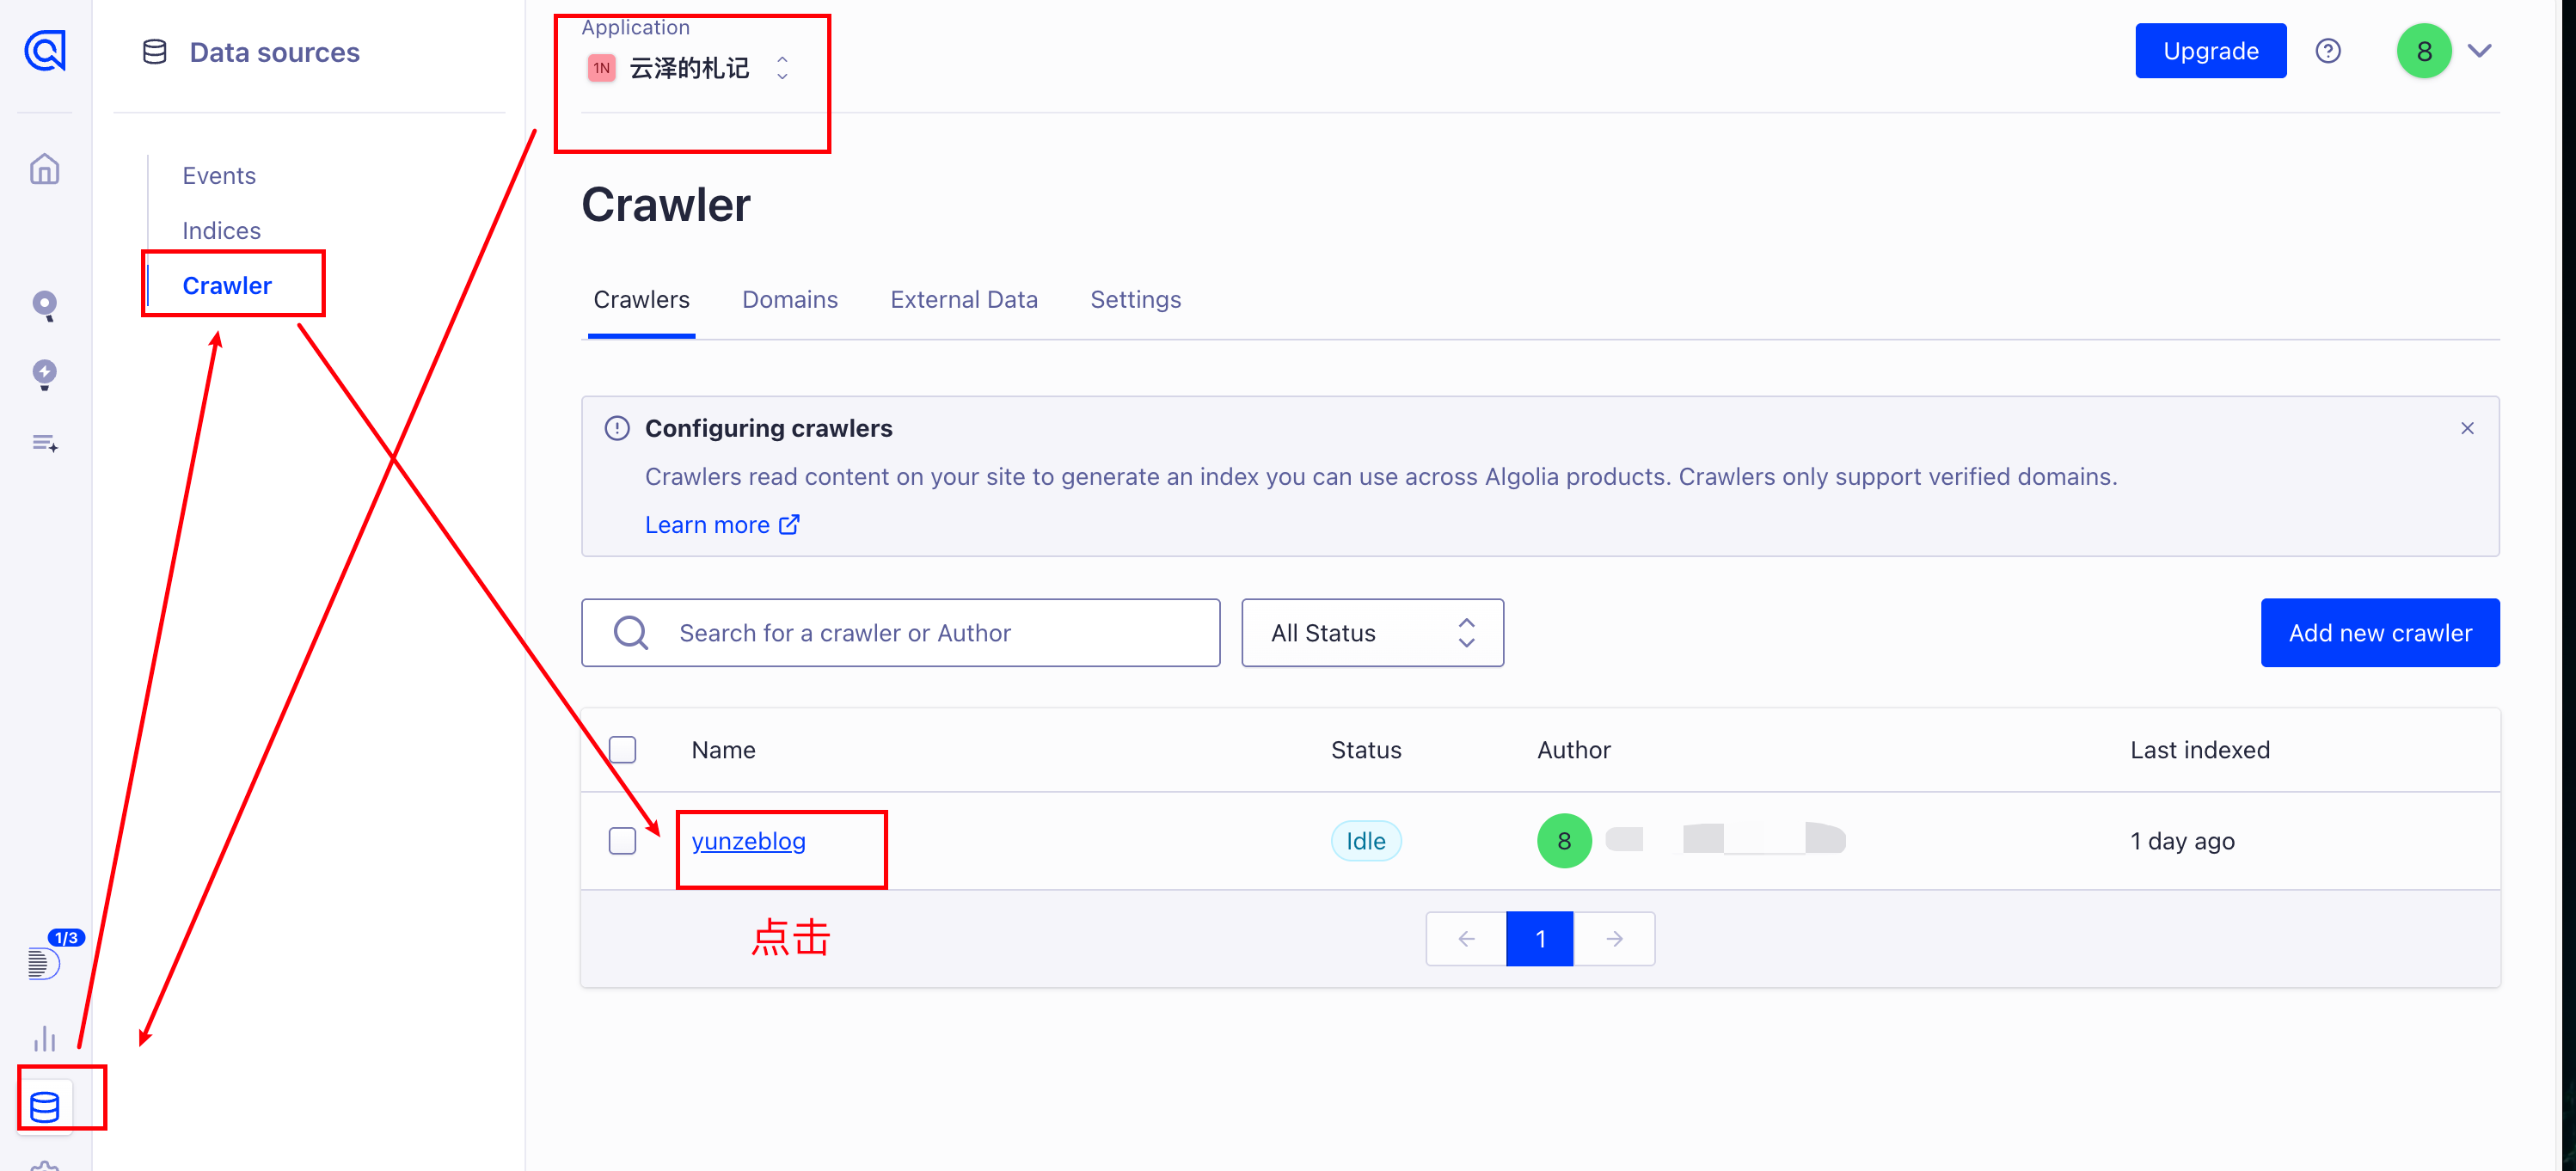 Data sources
Events
Indices
Crawler
1/3
Application
1N 云泽的札记
Upgrade
8
Crawler
Crawlers Domains External Data Settings
Configuring crawlers
Crawlers read content on your site to generate an index you can use across Algolia products. Crawlers only support verified domains.
Learn more
Search for a crawler or Author
All Status
Add new crawler
Name Status Author Last indexed
yunzeblog Idle 8 1 day ago
点击
1